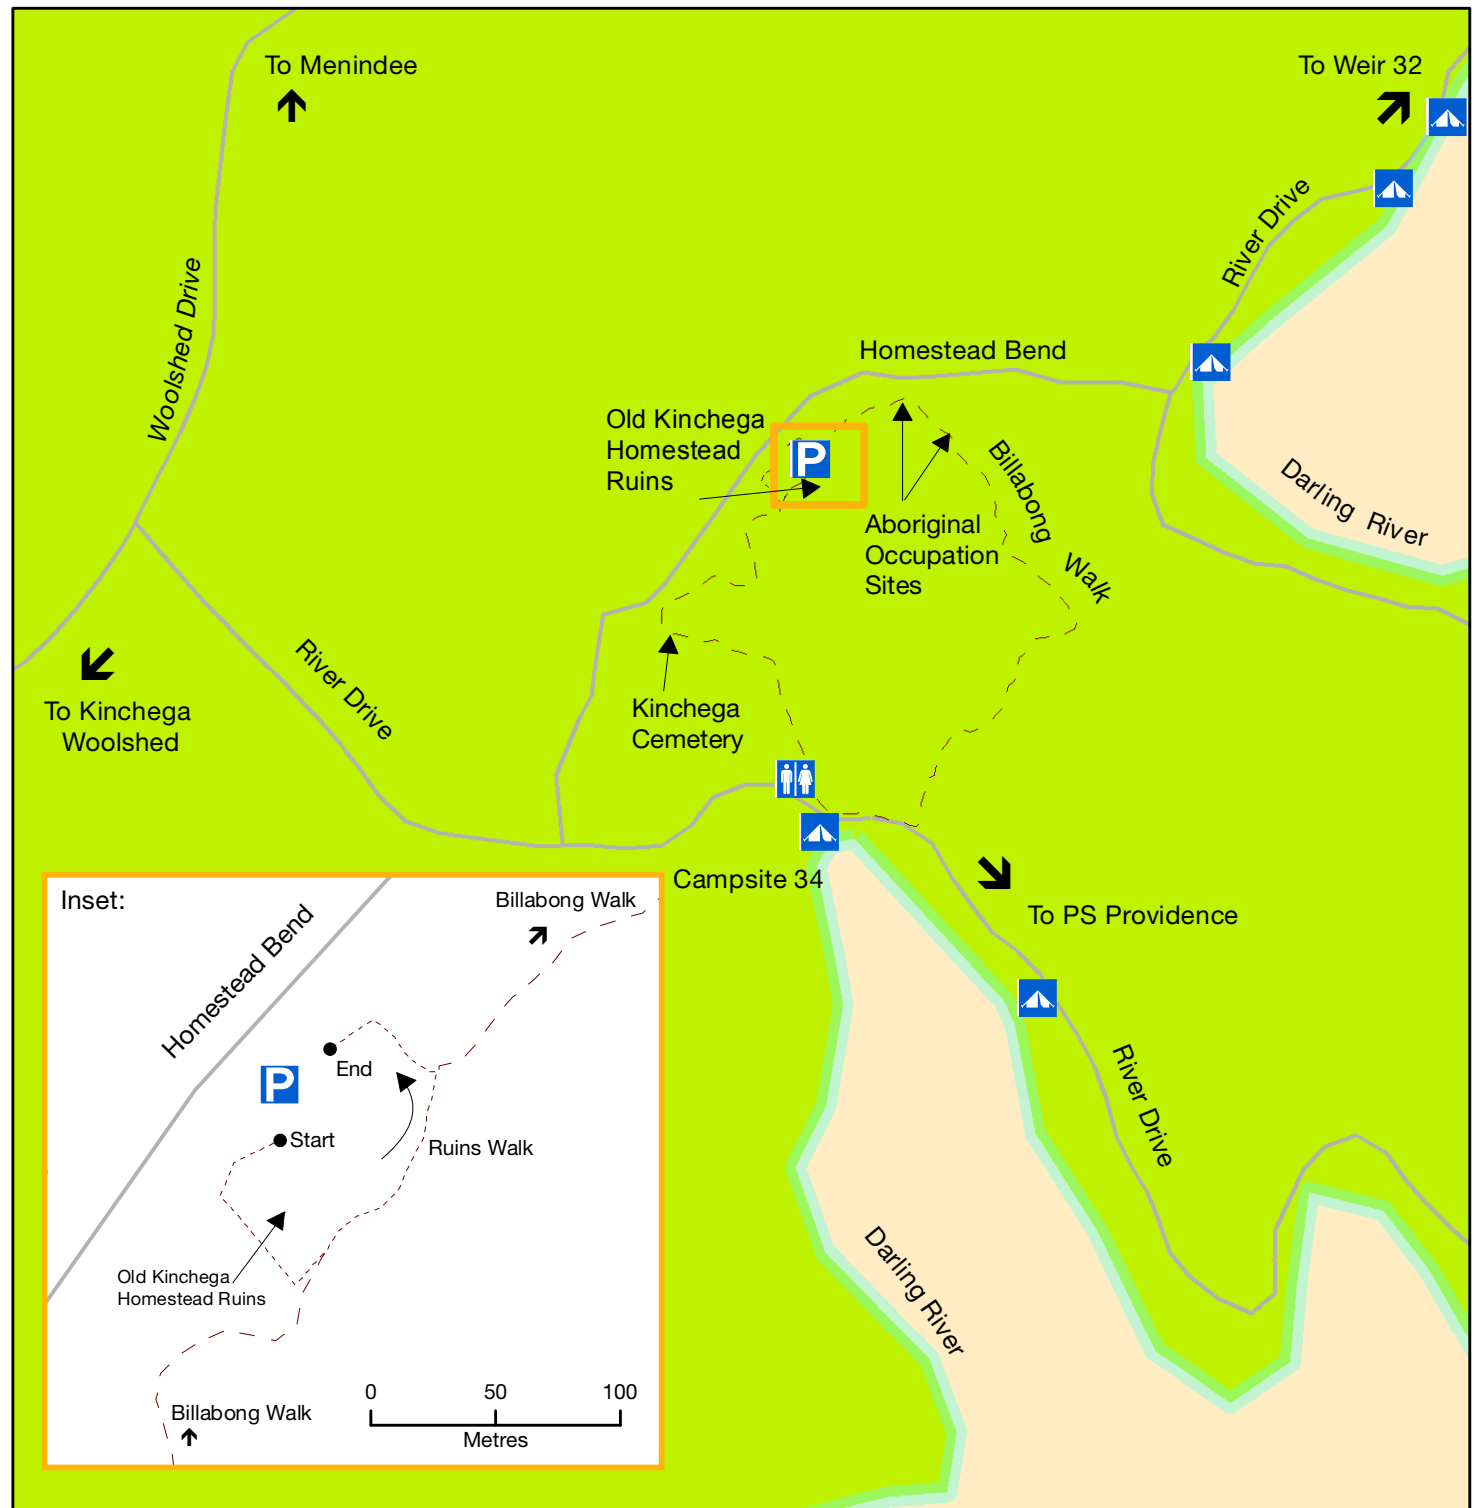 To Menindee
To Weir 32
River Drive
Woolshed Drive
Homestead Bend
Old Kinchega
Homestead
Ruins
P
Billabong Walk
Darling River
Aboriginal
Occupation
Sites
River Drive
To Kinchega
Woolshed
Kinchega
Cemetery
Campsite 34
To PS Providence
River Drive
Darling River
Inset:
Billabong Walk
Homestead Bend
End
P
Start
Ruins Walk
Old Kinchega
Homestead Ruins
0 50 100
Metres
Billabong Walk